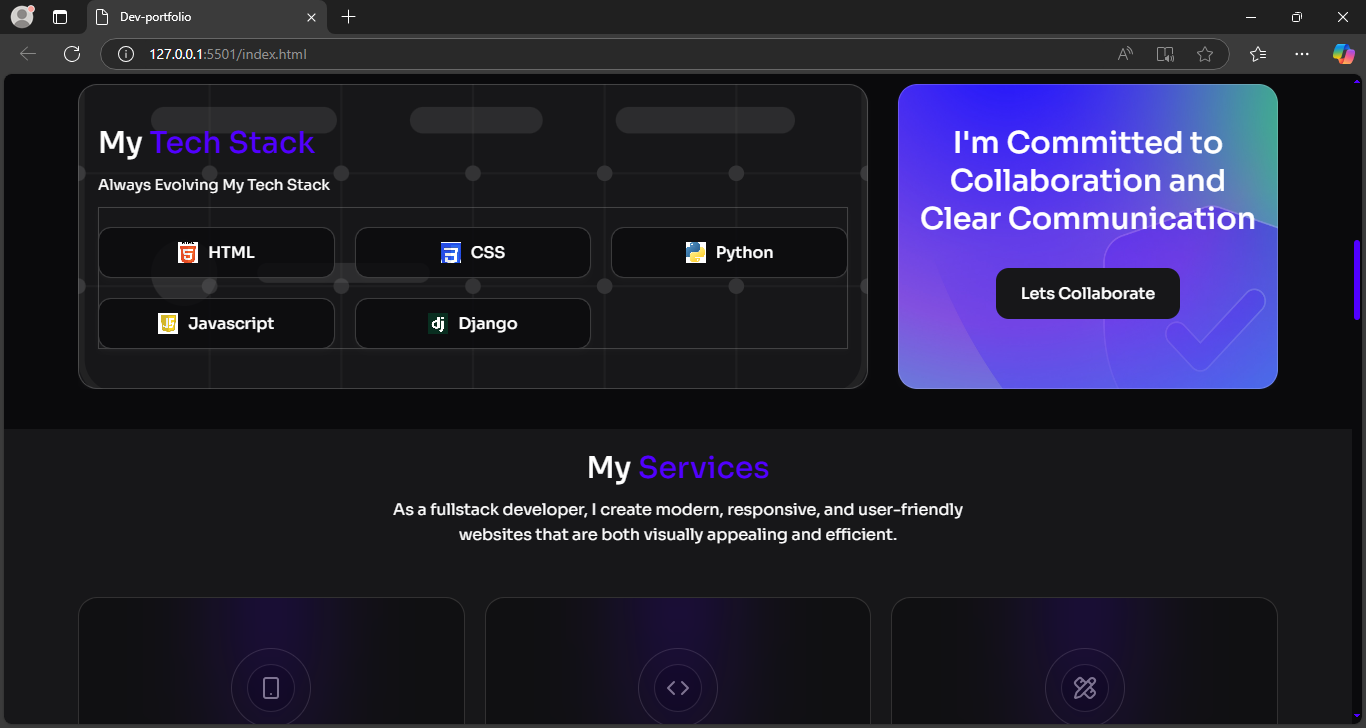 Dev-portfolio
127.0.0.1:5501/index.html
My Tech Stack
Always Evolving My Tech Stack
HTML
CSS
Python
Javascript
Django
I'm Committed to
Collaboration and
Clear Communication
Lets Collaborate
My Services
As a fullstack developer, I create modern, responsive, and user-friendly
websites that are both visually appealing and efficient.